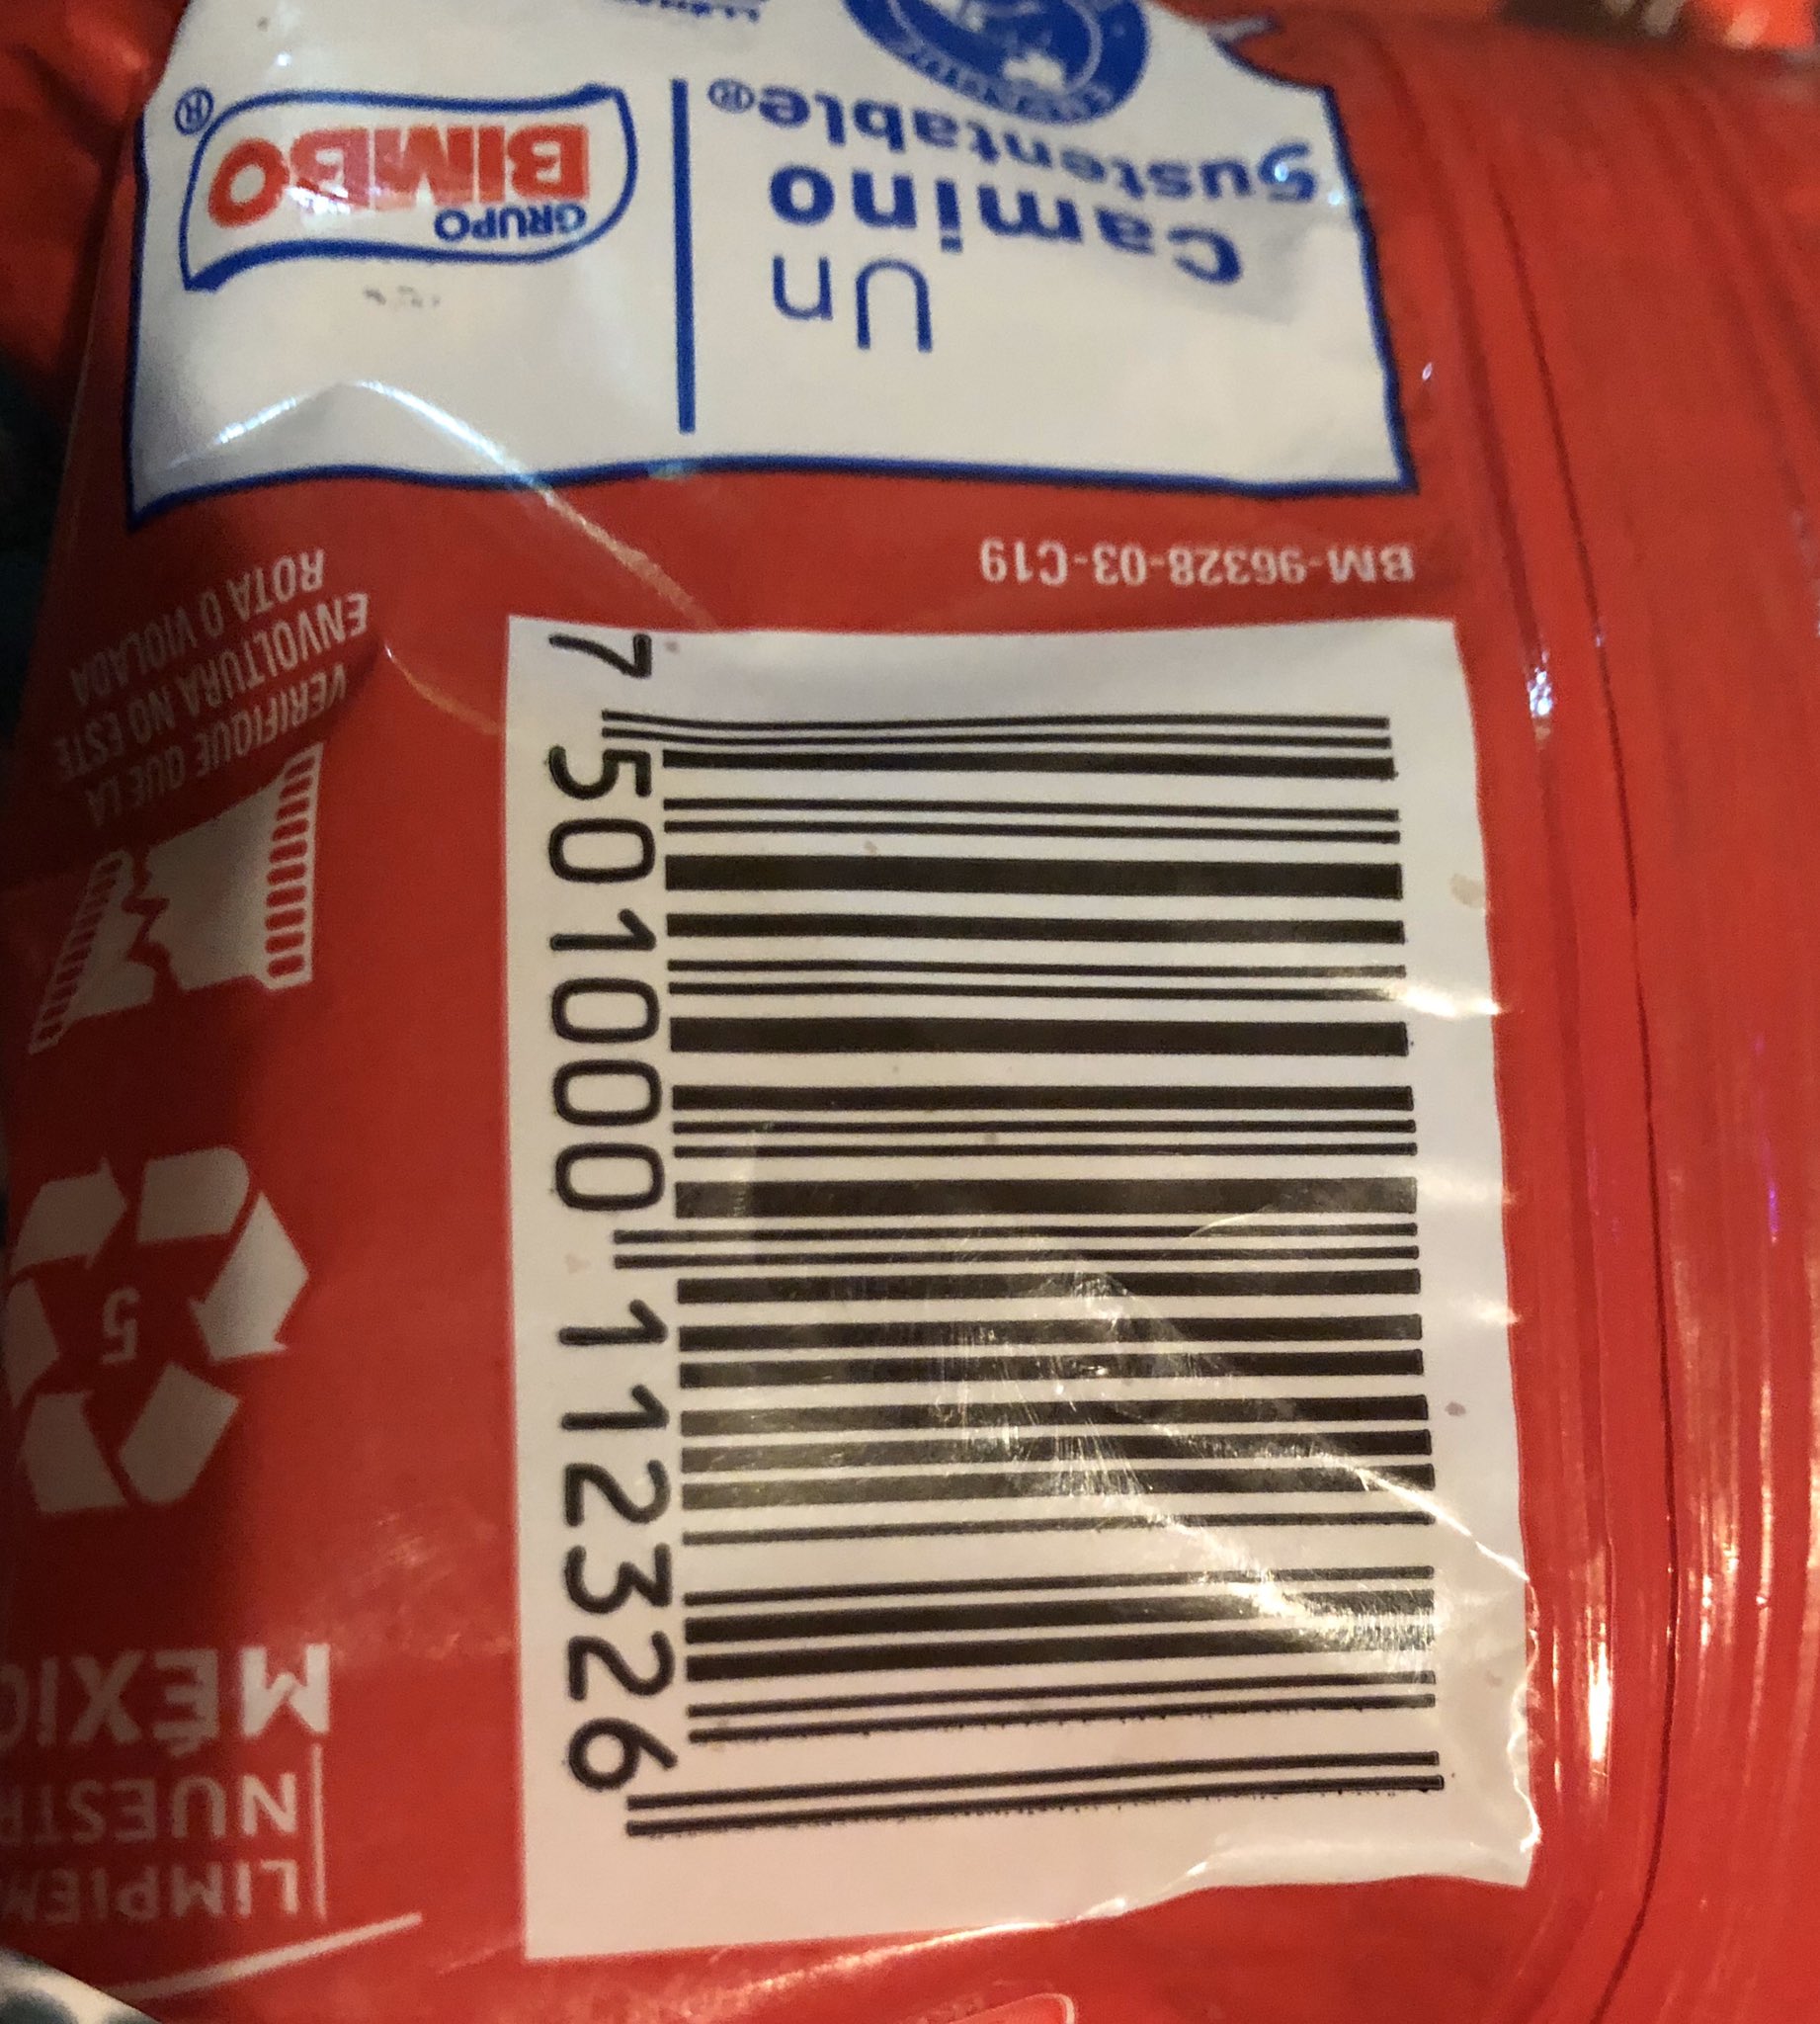 Un
Camino
Sustentable®
GRUPO
BIMBO®
BM-96328-03-C19
7 501000 112326
VERIFIQUE QUE LA
ENVOLTURA NO ESTE
ROTA O VIOLADA
5
NUESTR
MÉXIC